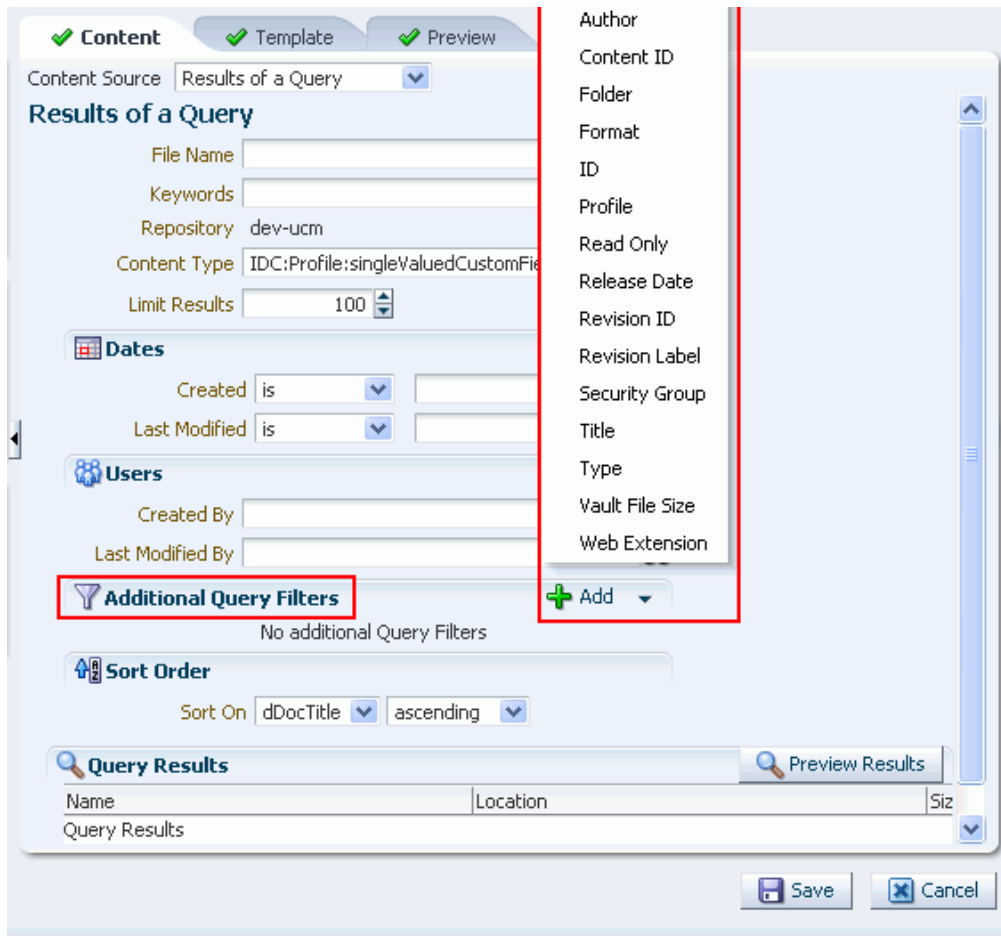 Content
Template
Preview
Content Source Results of a Query
Results of a Query
File Name
Keywords
Repository dev-ucm
Content Type IDC:Profile:singleValuedCustomFie
Limit Results 100
Dates
Created is
Last Modified is
Users
Created By
Last Modified By
Author
Content ID
Folder
Format
ID
Profile
Read Only
Release Date
Revision ID
Revision Label
Security Group
Title
Type
Vault File Size
Web Extension
Additional Query Filters
Add
No additional Query Filters
Sort Order
Sort On dDocTitle ascending
Query Results
Preview Results
Name Location Siz
Query Results
Save Cancel